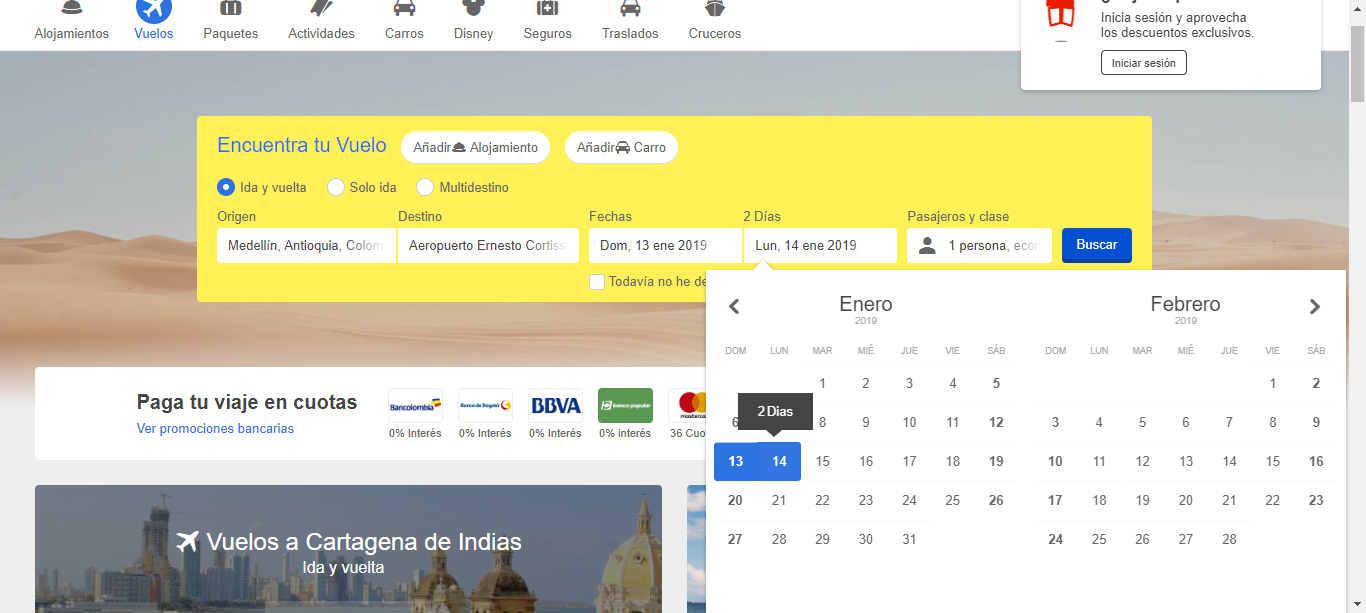 Alojamientos Vuelos Paquetes Actividades Carros Disney Seguros Traslados Cruceros
Inicia sesión y aprovecha
los descuentos exclusivos.
Iniciar sesión
Encuentra tu Vuelo Añadir Alojamiento Añadir Carro
Ida y vuelta Solo ida Multidestino
Origen Destino Fechas 2 Días Pasajeros y clase
Medellín, Antioquia, Colom Aeropuerto Ernesto Cortiss Dom, 13 ene 2019 Lun, 14 ene 2019 1 persona, econ Buscar
Todavía no he de
Enero Febrero
2019 2019
DOM LUN MAR MIÉ JUE VIE SÁB DOM LUN MAR MIÉ JUE VIE SÁB
1 2 3 4 5 1 2
2 Días
6 8 9 10 11 12 3 4 5 6 7 8 9
13 14 15 16 17 18 19 10 11 12 13 14 15 16
20 21 22 23 24 25 26 17 18 19 20 21 22 23
27 28 29 30 31 24 25 26 27 28
Paga tu viaje en cuotas
Ver promociones bancarias
Bancolombia Banco de Bogotá BBVA banco popular
0% Interés 0% Interés 0% Interés 0% interés 36 Cuo
Vuelos a Cartagena de Indias
Ida y vuelta